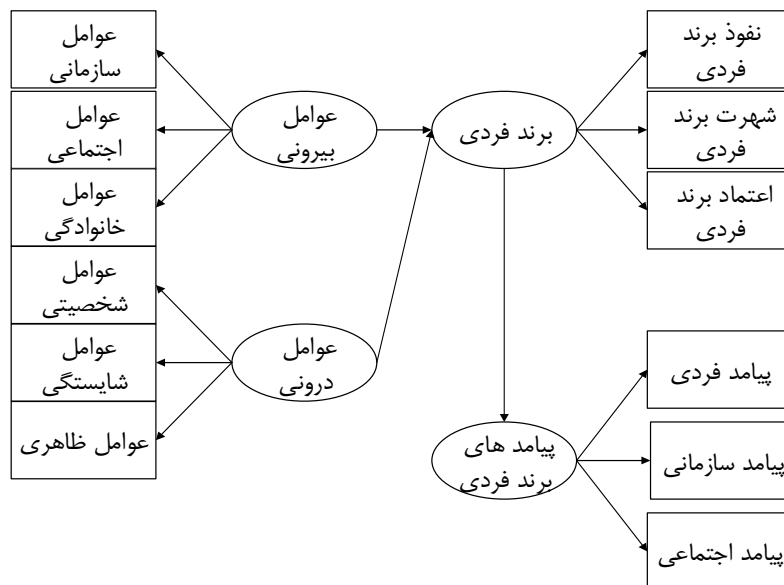 نفوذ برند
فردی
شهرت برند
فردی
اعتماد برند
فردی
برند فردی
عوامل
بیرونی
عوامل
سازمانی
عوامل
اجتماعی
عوامل
خانوادگی
عوامل
شخصیتی
عوامل
شایستگی
عوامل ظاهری
عوامل
درونی
پیامد های
برند فردی
پیامد فردی
پیامد سازمانی
پیامد اجتماعی